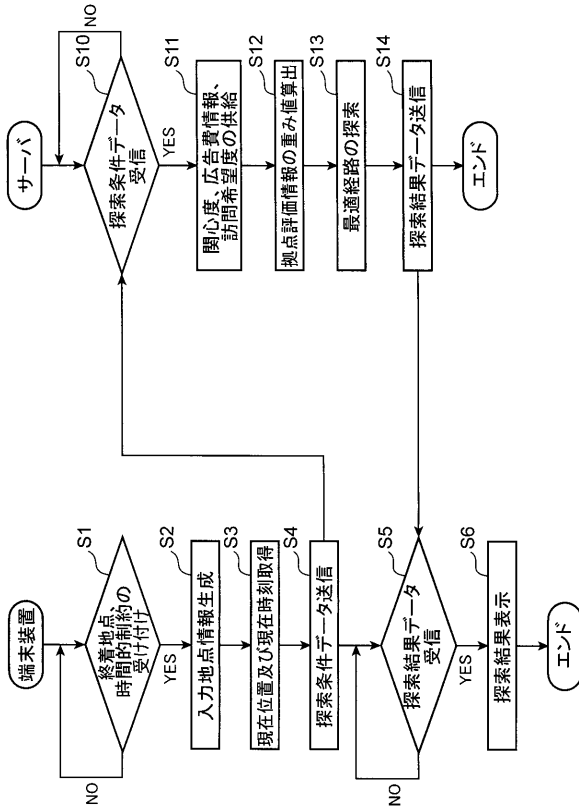 端末装置
S1
終着地点、
時間的制約の
受け付け
NO
YES
S2
入力地点情報生成
S3
現在位置及び現在時刻取得
S4
探索条件データ送信
S5
探索結果データ
受信
NO
YES
S6
探索結果表示
エンド
サーバ
S10
探索条件データ
受信
NO
YES
S11
関心度、広告費情報、
訪問希望度の供給
S12
拠点評価情報の重み値算出
S13
最適経路の探索
S14
探索結果データ送信
エンド